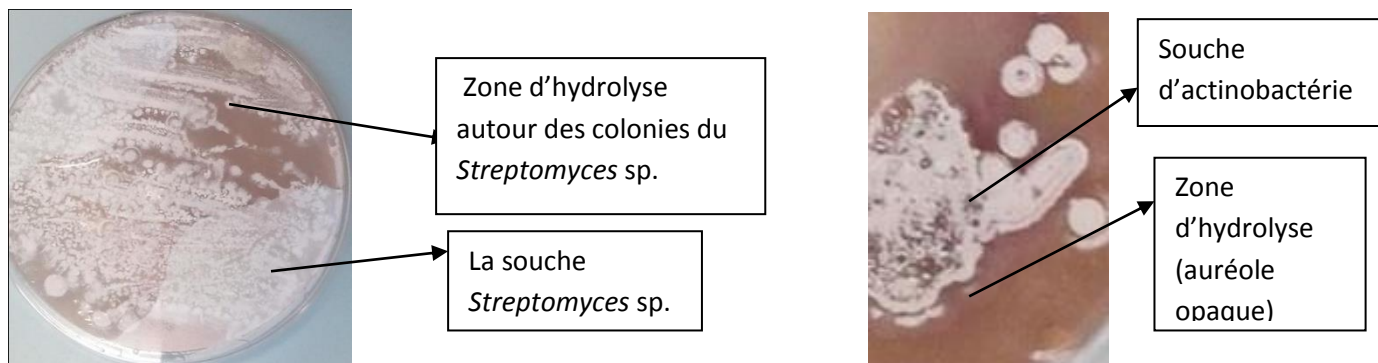 Zone d’hydrolyse
autour des colonies du
Streptomyces sp.
La souche
Streptomyces sp.
Souche
d’actinobactérie
Zone
d’hydrolyse
(auréole
opaque)